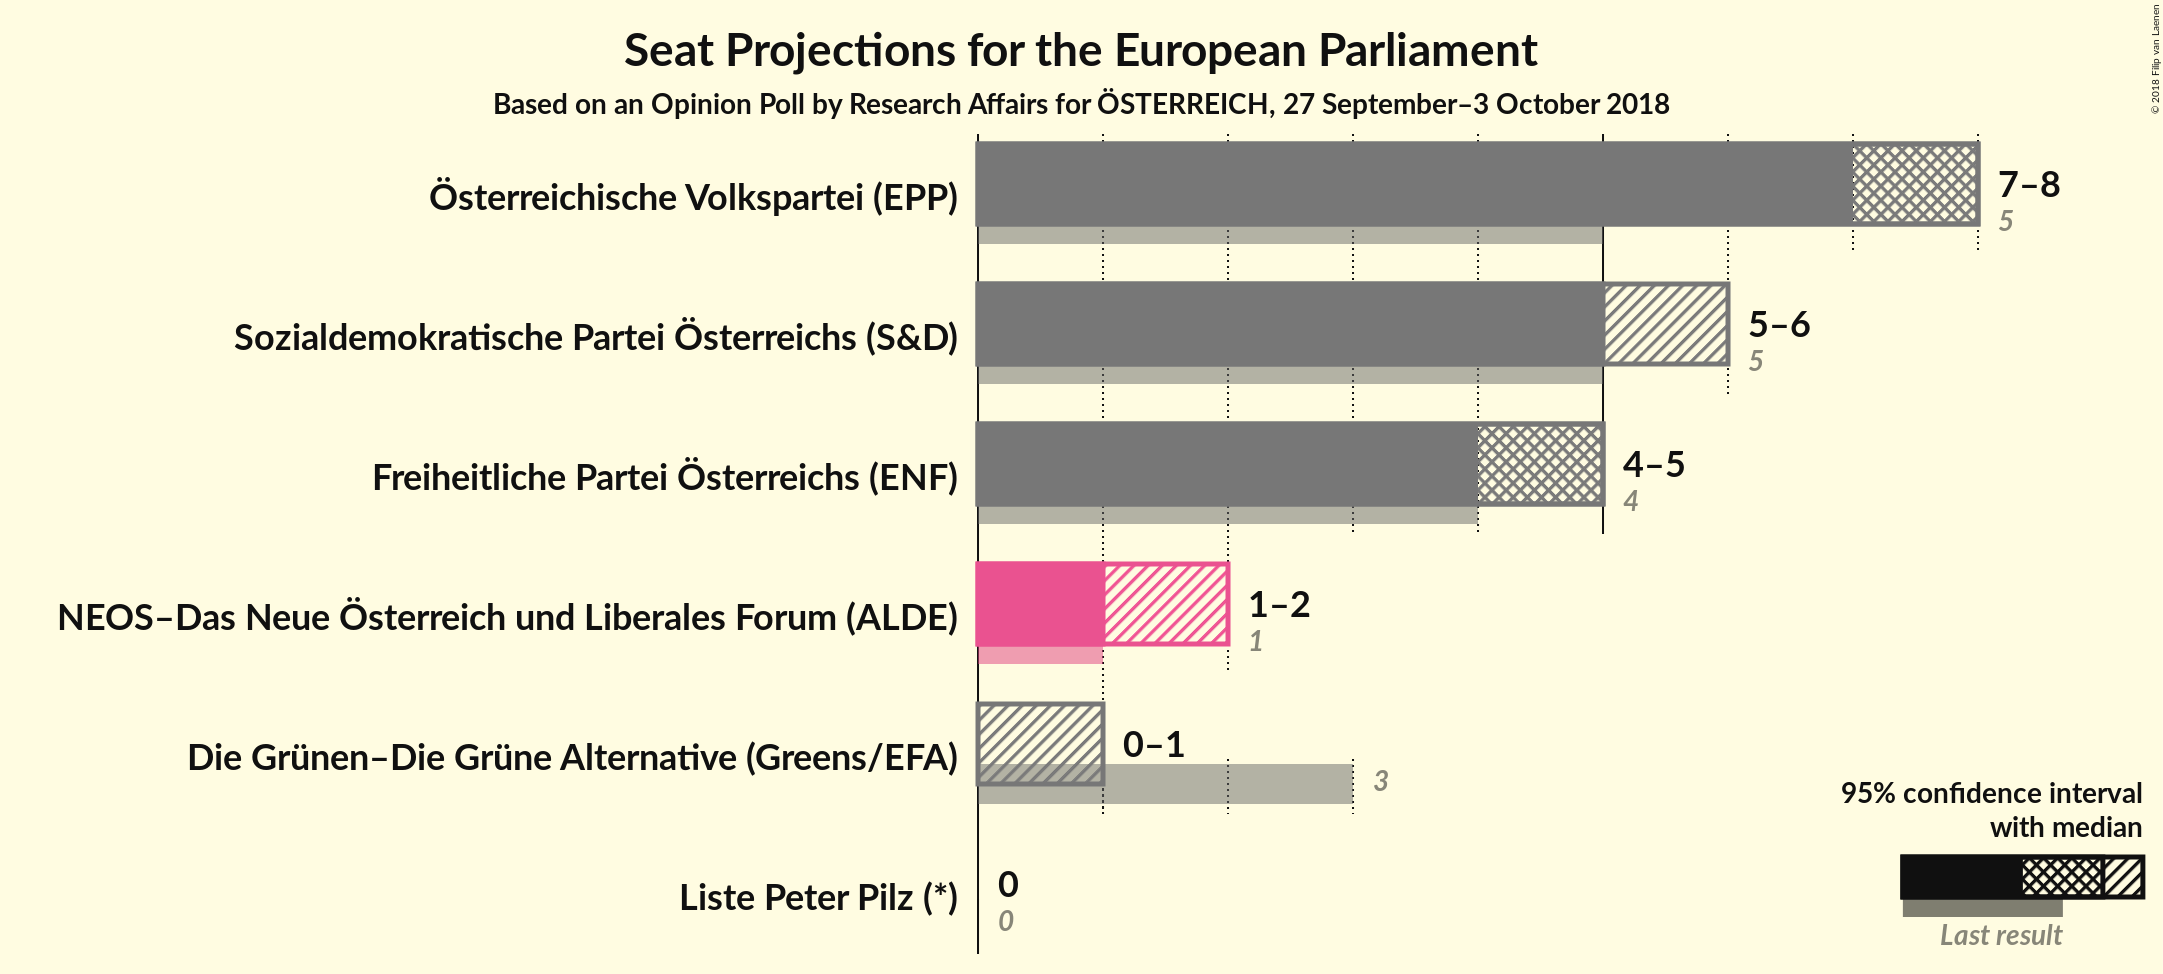 Seat Projections for the European Parliament
Based on an Opinion Poll by Research Affairs for ÖSTERREICH, 27 September–3 October 2018
© 2018 Filip van Laenen
Österreichische Volkspartei (EPP)
7–8
5
Sozialdemokratische Partei Österreichs (S&D)
5–6
5
Freiheitliche Partei Österreichs (ENF)
4–5
4
NEOS–Das Neue Österreich und Liberales Forum (ALDE)
1–2
1
Die Grünen–Die Grüne Alternative (Greens/EFA)
0–1
3
Liste Peter Pilz (*)
0
0
95% confidence interval
with median
Last result